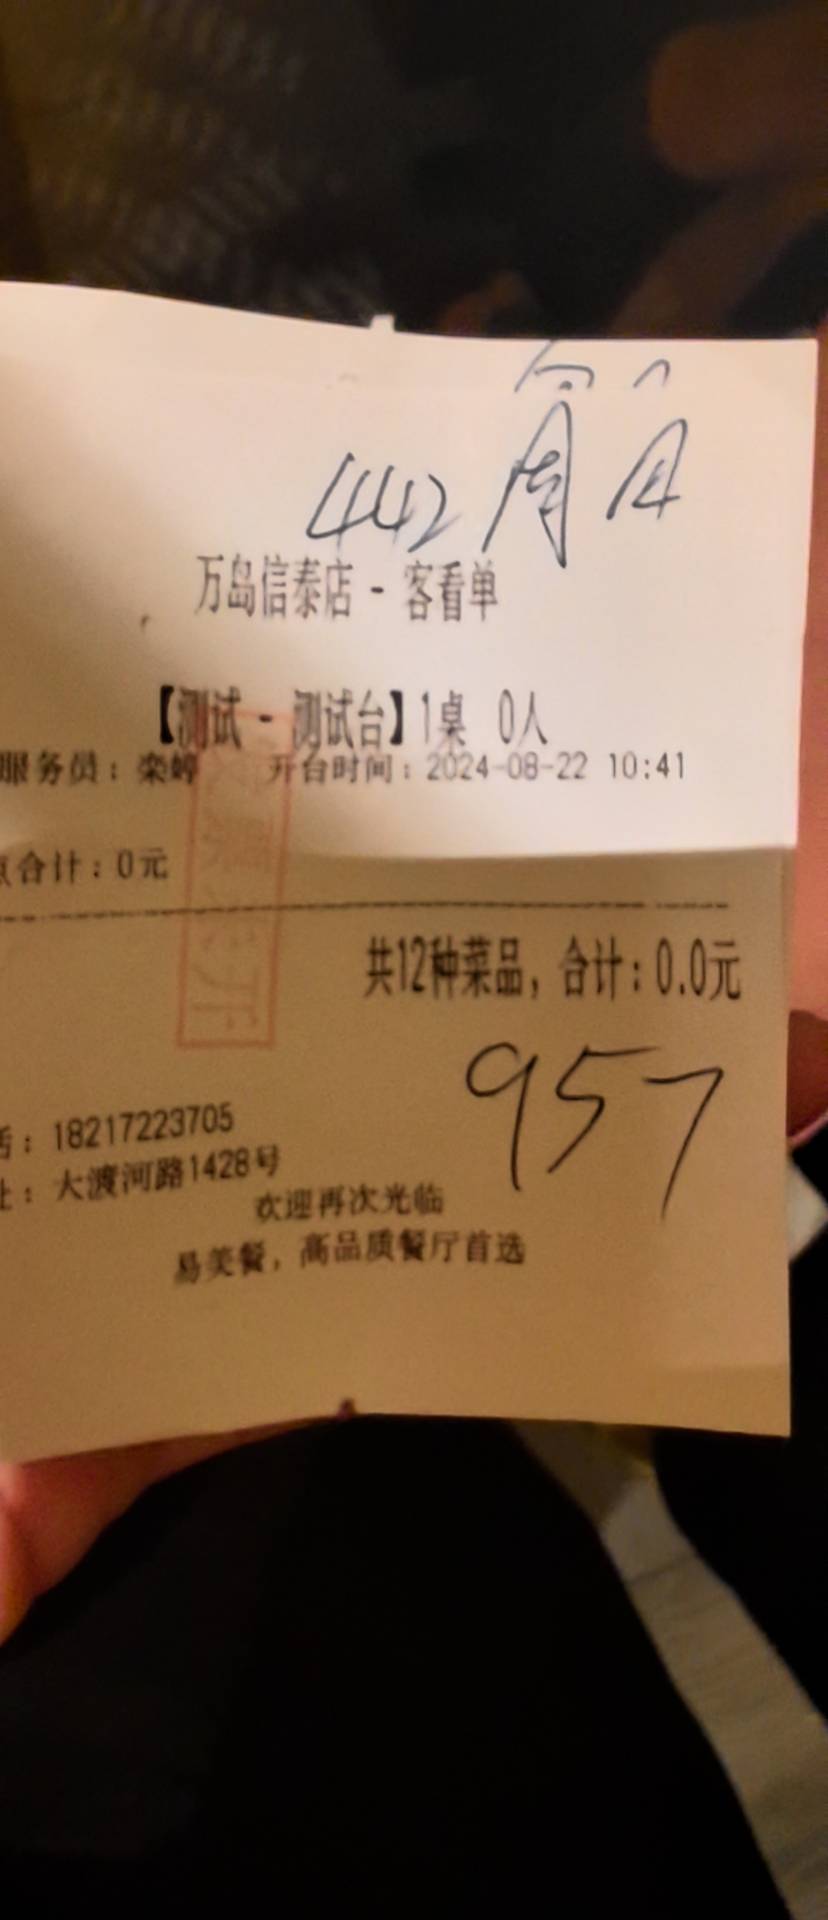 442
万岛信泰店 - 客看单
【测试 - 测试台】1桌 0人
服务员：栾婷 开台时间：2024-08-22 10:41
点合计：0元
共12种菜品，合计：0.0元
957
话：18217223705
址：大渡河路1428号
欢迎再次光临
易美餐，高品质餐厅首选